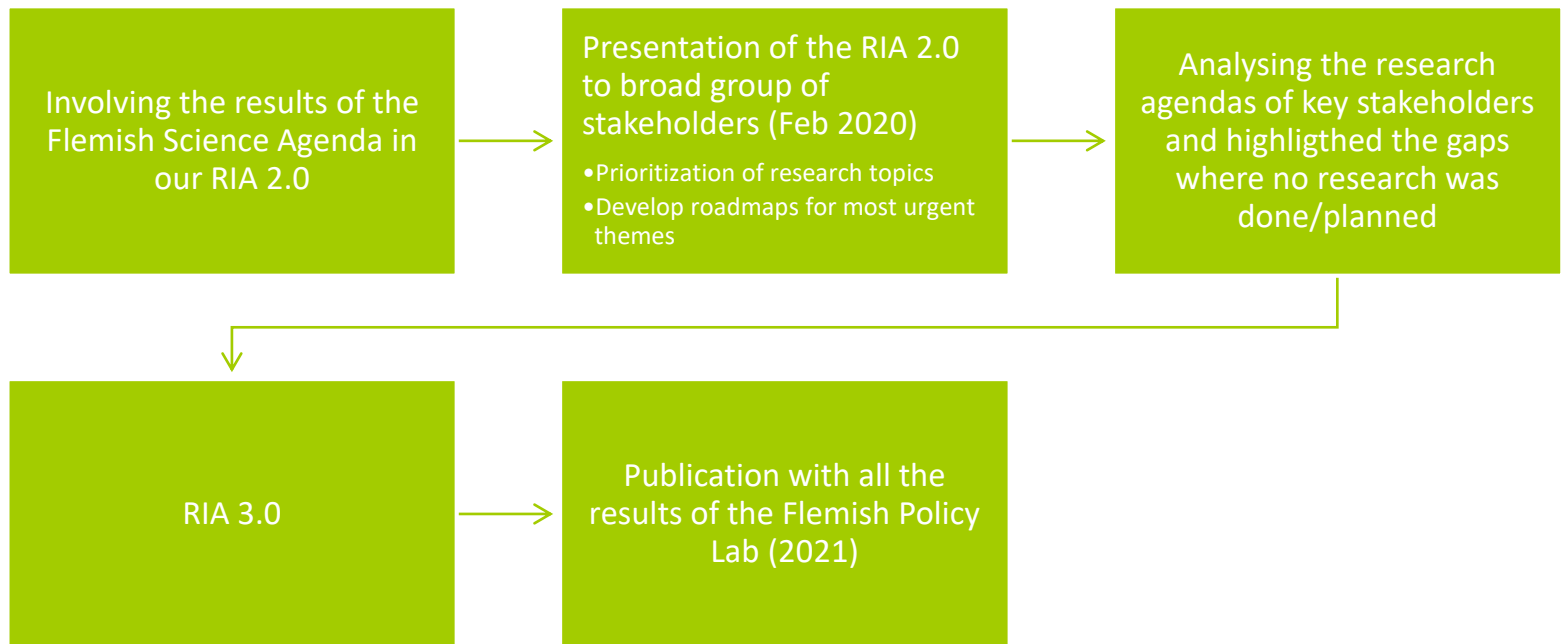 Involving the results of the
Flemish Science Agenda in
our RIA 2.0
Presentation of the RIA 2.0
to broad group of
stakeholders (Feb 2020)
•Prioritization of research topics
•Develop roadmaps for most urgent
themes
Analysing the research
agendas of key stakeholders
and highligthed the gaps
where no research was
done/planned
RIA 3.0
Publication with all the
results of the Flemish Policy
Lab (2021)